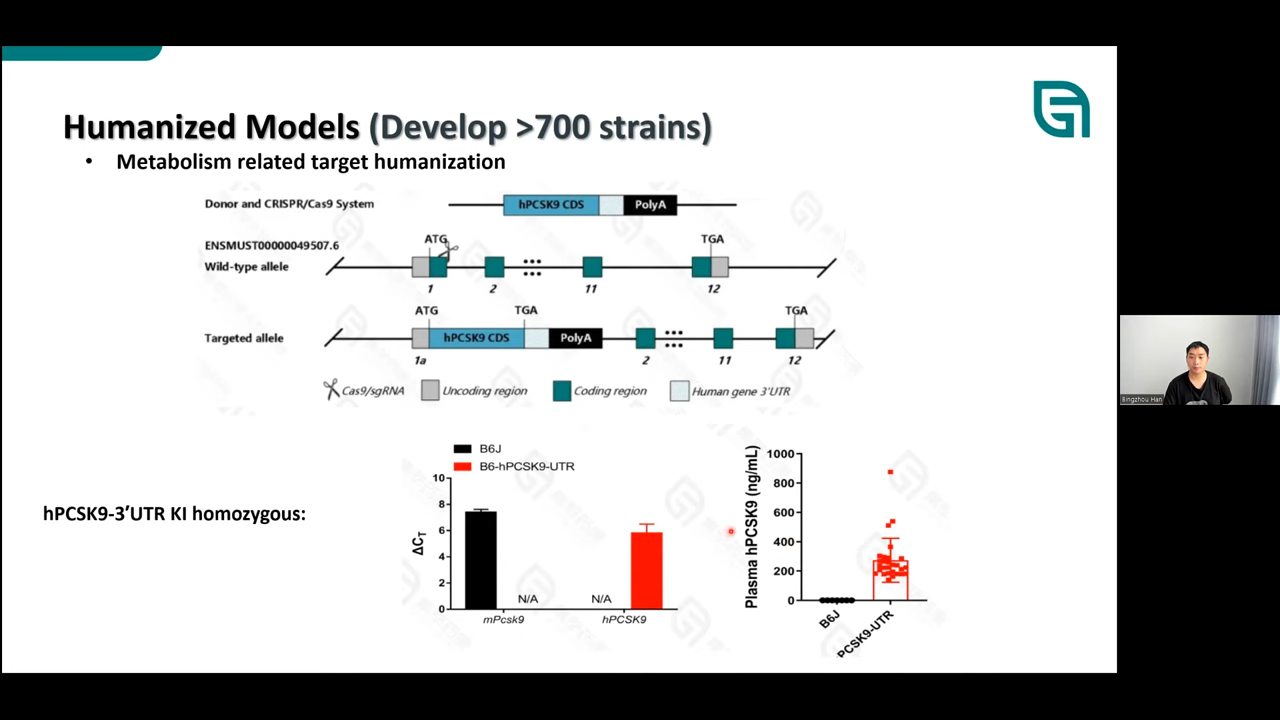 Humanized Models (Develop >700 strains)
• Metabolism related target humanization
Donor and CRISPR/Cas9 System
hPCSK9 CDS PolyA
ENSMUST00000049507.6
ATG TGA
Wild-type allele
1 2 11 12
ATG TGA TGA
Targeted allele
hPCSK9 CDS PolyA
1a 2 11 12
Cas9/sgRNA Uncoding region Coding region Human gene 3'UTR
hPCSK9-3'UTR KI homozygous:
B6J
B6-hPCSK9-UTR
ΔCT
10
8
6
4
2
0
N/A N/A
mPcsk9 hPCSK9
Plasma hPCSK9 (ng/mL)
1000
800
600
400
200
0
B6J
PCSK9-UTR
Bingzhou Han